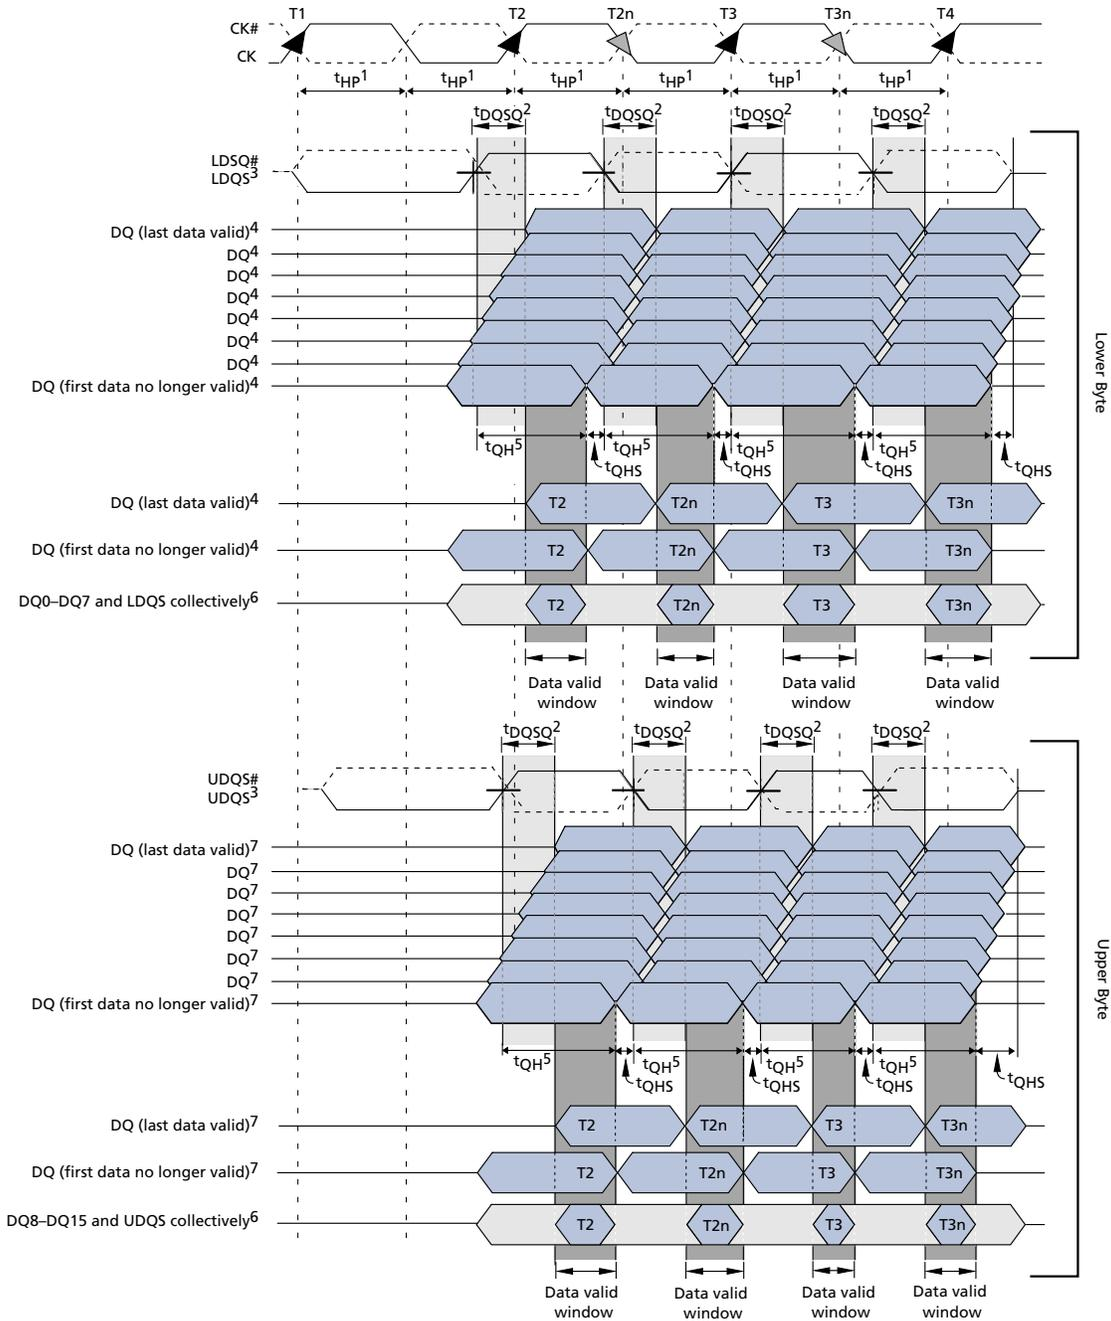 T1 T2 T2n T3 T3n T4
CK#
CK
tHP1 tHP1 tHP1 tHP1 tHP1 tHP1
tDQSQ2 tDQSQ2 tDQSQ2 tDQSQ2
LDSQ#
LDQS3
DQ (last data valid)4
DQ4
DQ4
DQ4
DQ4
DQ4
DQ4
DQ (first data no longer valid)4
Lower Byte
tQH5 tQH5 tQH5 tQH5
tQHS tQHS tQHS tQHS
DQ (last data valid)4 T2 T2n T3 T3n
DQ (first data no longer valid)4 T2 T2n T3 T3n
DQ0–DQ7 and LDQS collectively6 T2 T2n T3 T3n
Data valid window Data valid window Data valid window Data valid window
tDQSQ2 tDQSQ2 tDQSQ2 tDQSQ2
UDQS#
UDQS3
DQ (last data valid)7
DQ7
DQ7
DQ7
DQ7
DQ7
DQ7
DQ (first data no longer valid)7
Upper Byte
tQH5 tQH5 tQH5 tQH5
tQHS tQHS tQHS tQHS
DQ (last data valid)7 T2 T2n T3 T3n
DQ (first data no longer valid)7 T2 T2n T3 T3n
DQ8–DQ15 and UDQS collectively6 T2 T2n T3 T3n
Data valid window Data valid window Data valid window Data valid window